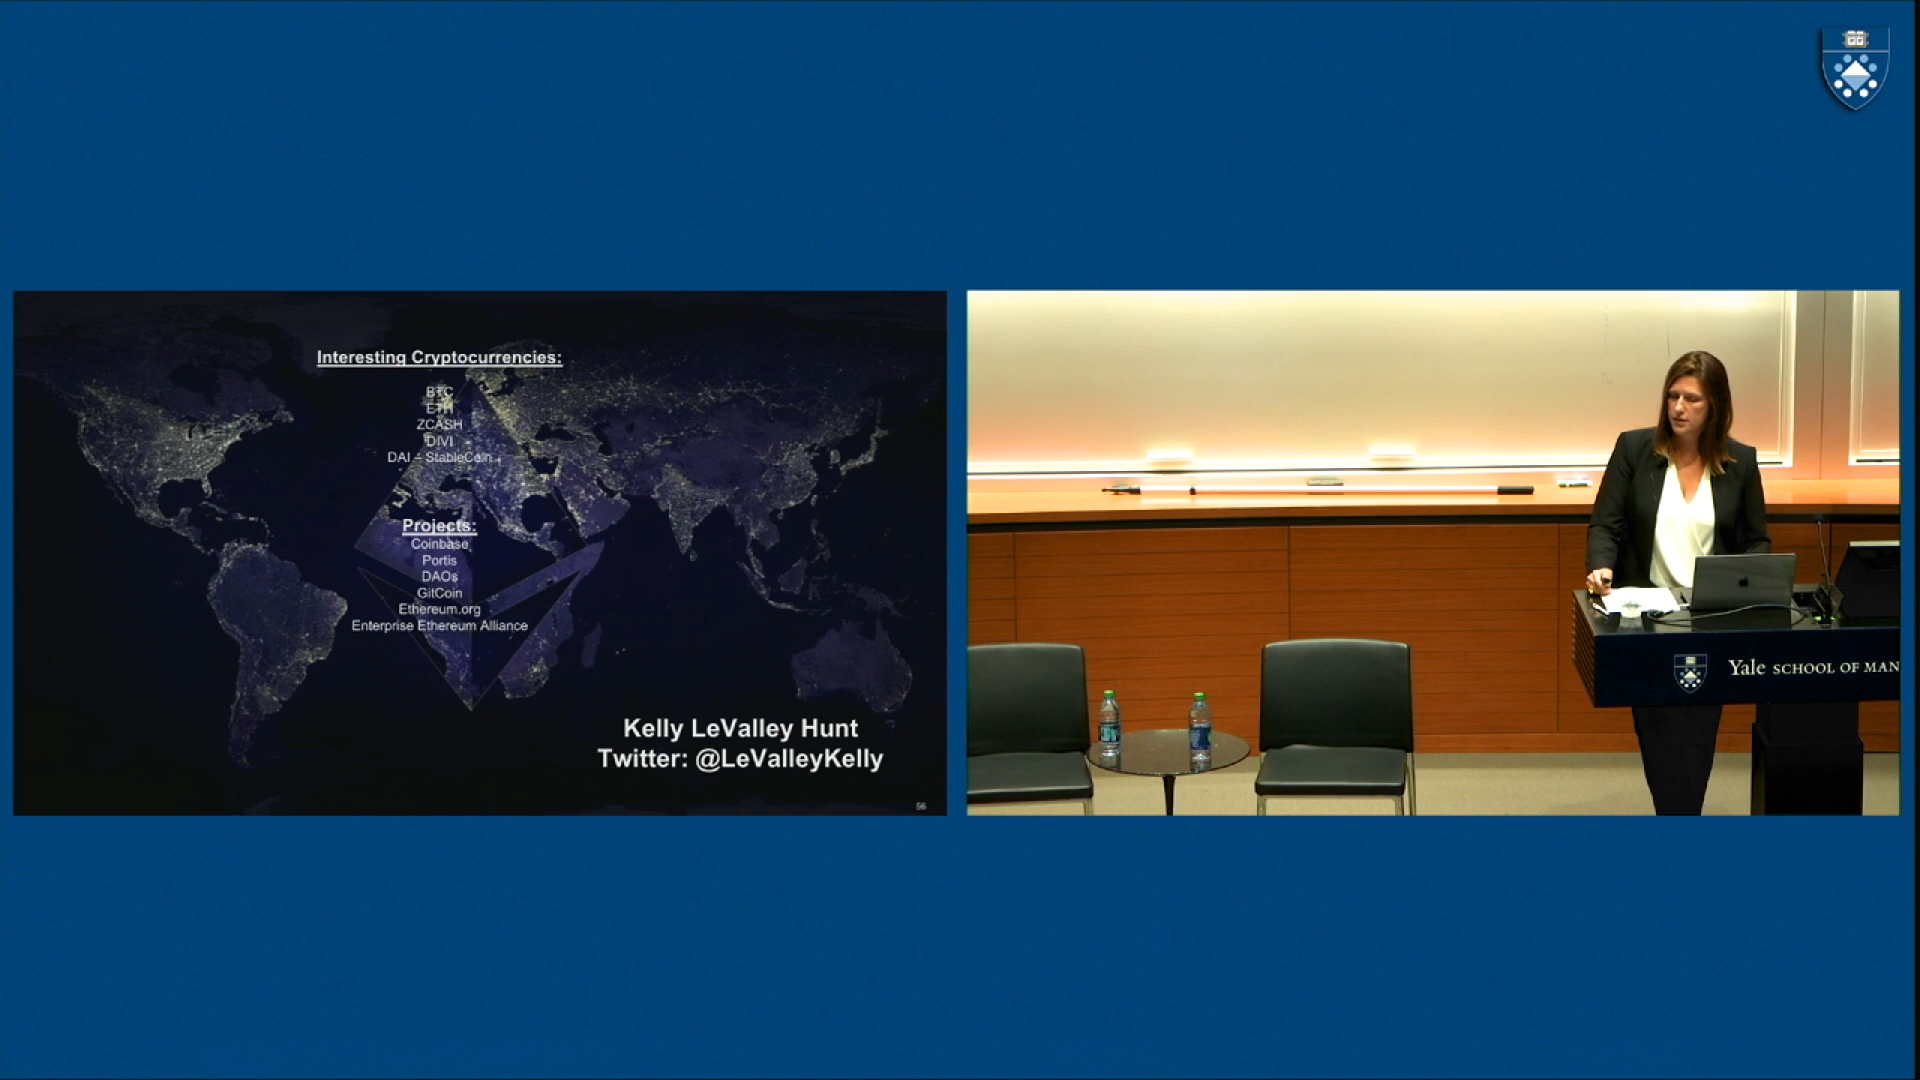 Interesting Cryptocurrencies:
BTC
ETH
ZCASH
DIVI
DAI – StableCoin
Projects:
Coinbase
Portis
DAOs
GitCoin
Ethereum.org
Enterprise Ethereum Alliance
Kelly LeValley Hunt
Twitter: @LeValleyKelly
56
Yale SCHOOL OF MAN